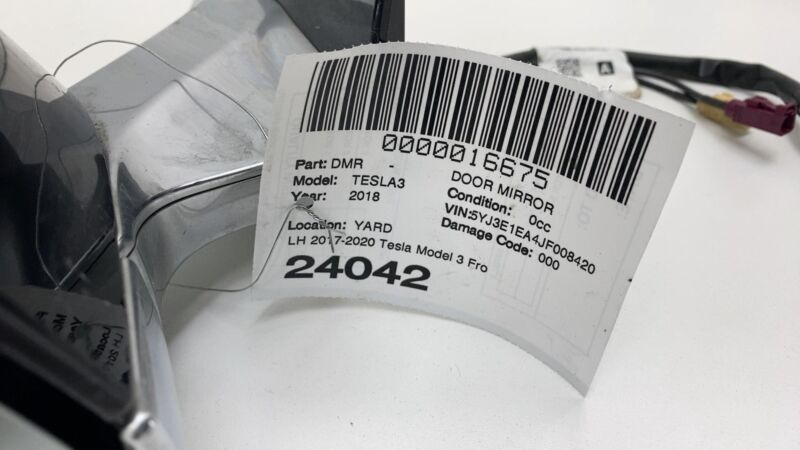 0000016675
Part: DMR - DOOR MIRROR
Model: TESLA3 Condition: 0cc
Year: 2018 VIN:5YJ3E1EA4JF008420
Location: YARD Damage Code: 000
LH 2017-2020 Tesla Model 3 Fro
24042
A